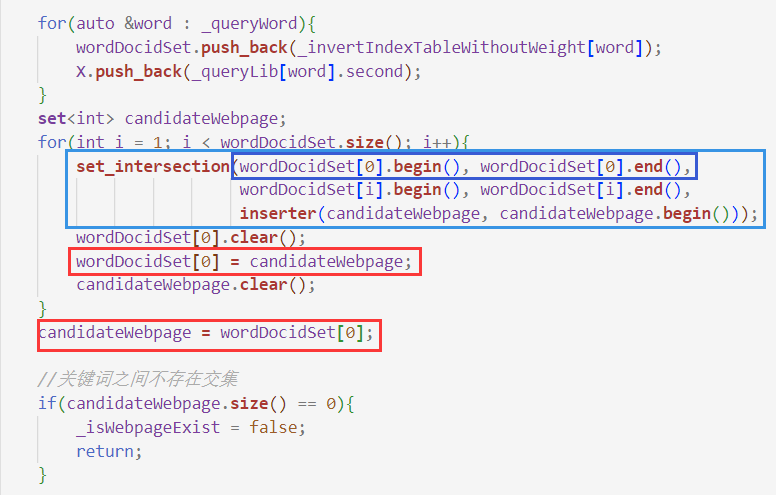 for(auto &word : _queryWord){
    wordDocidSet.push_back(_invertIndexTableWithoutWeight[word]);
    X.push_back(_queryLib[word].second);
}
set<int> candidateWebpage;
for(int i = 1; i < wordDocidSet.size(); i++){
    set_intersection(wordDocidSet[0].begin(), wordDocidSet[0].end(),
                     wordDocidSet[i].begin(), wordDocidSet[i].end(),
                     inserter(candidateWebpage, candidateWebpage.begin()));
    wordDocidSet[0].clear();
    wordDocidSet[0] = candidateWebpage;
    candidateWebpage.clear();
}
candidateWebpage = wordDocidSet[0];
//关键词之间不存在交集
if(candidateWebpage.size() == 0){
    _isWebpageExist = false;
    return;
}